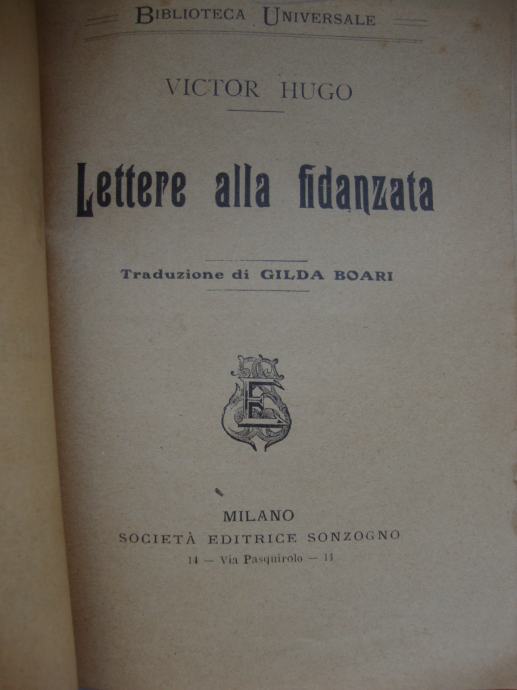 BIBLIOTECA UNIVERSALE
VICTOR HUGO
Lettere alla fidanzata
Traduzione di GILDA BOARI
MILANO
SOCIETÀ EDITRICE SONZOGNO
14 — Via Pasquirolo — 14